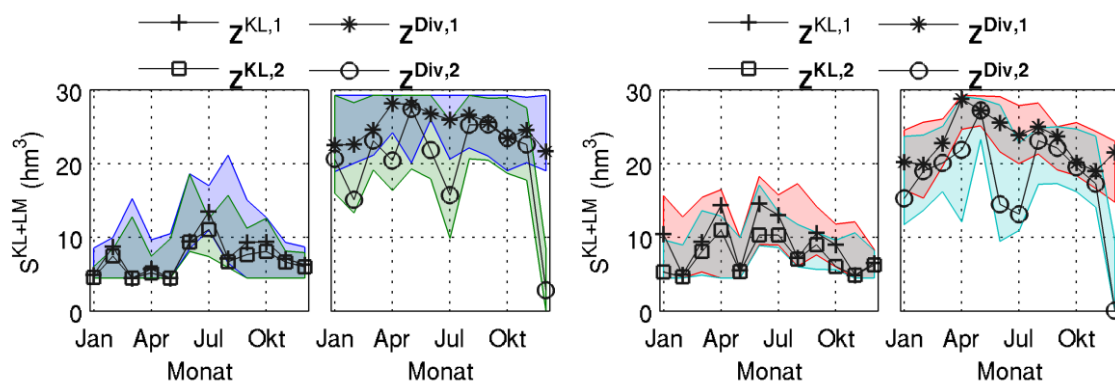 z^KL,1 z^Div,1 z^KL,1 z^Div,1
z^KL,2 z^Div,2 z^KL,2 z^Div,2
30 30
20 20
10 10
0 0
S^KL+LM (hm³) S^KL+LM (hm³)
Jan Apr Jul Okt Jan Apr Jul Okt Jan Apr Jul Okt Jan Apr Jul Okt
Monat Monat Monat Monat